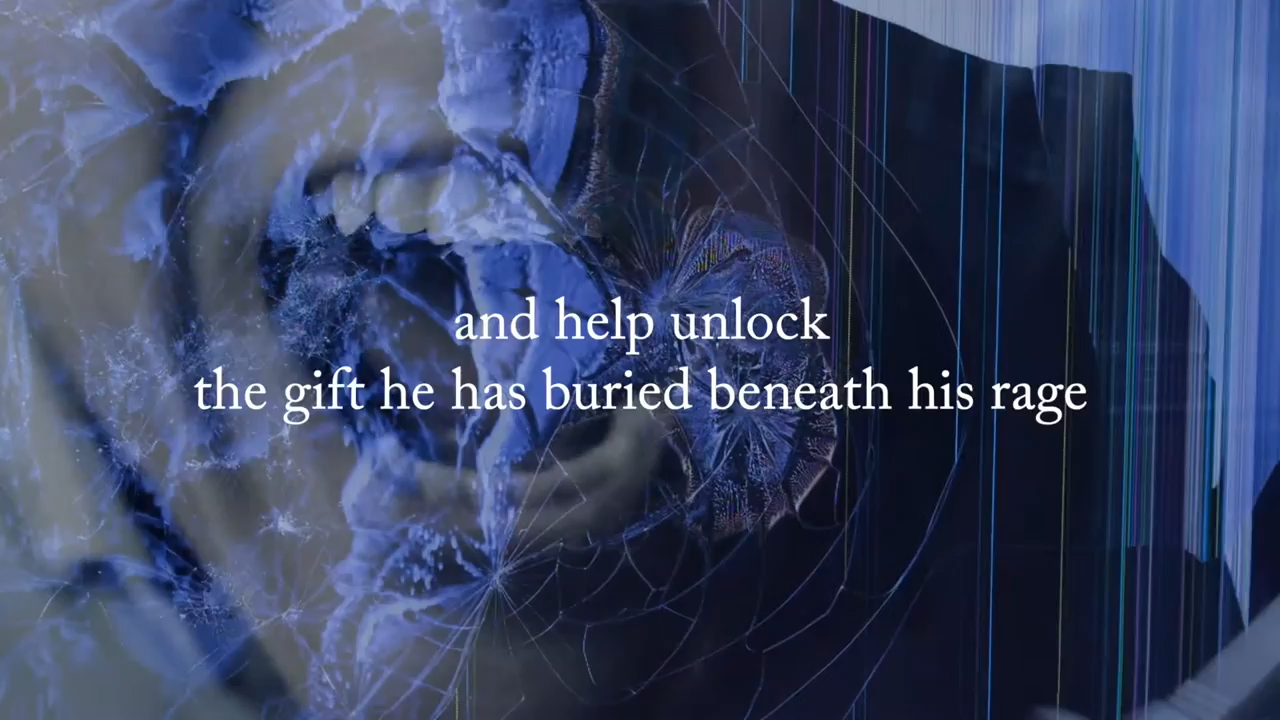 and help unlock
the gift he has buried beneath his rage